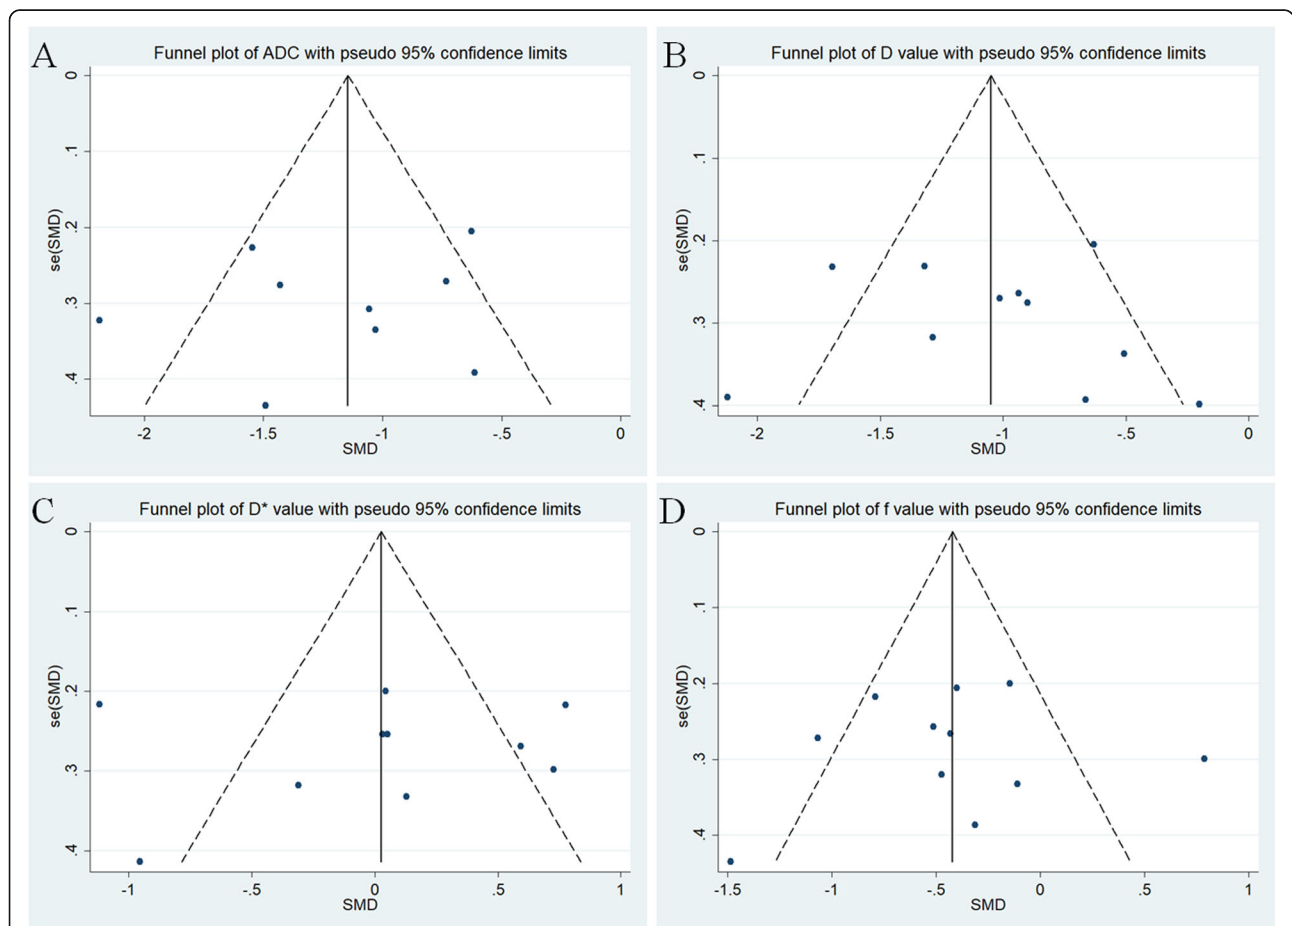 A
Funnel plot of ADC with pseudo 95% confidence limits
0
.1
.2
.3
.4
se(SMD)
-2
-1.5
-1
-.5
0
SMD
B
Funnel plot of D value with pseudo 95% confidence limits
0
.1
.2
.3
.4
se(SMD)
-2
-1.5
-1
-.5
0
SMD
C
Funnel plot of D* value with pseudo 95% confidence limits
0
.1
.2
.3
.4
se(SMD)
-1
-.5
0
.5
1
SMD
D
Funnel plot of f value with pseudo 95% confidence limits
0
.1
.2
.3
.4
se(SMD)
-1.5
-1
-.5
0
.5
1
SMD